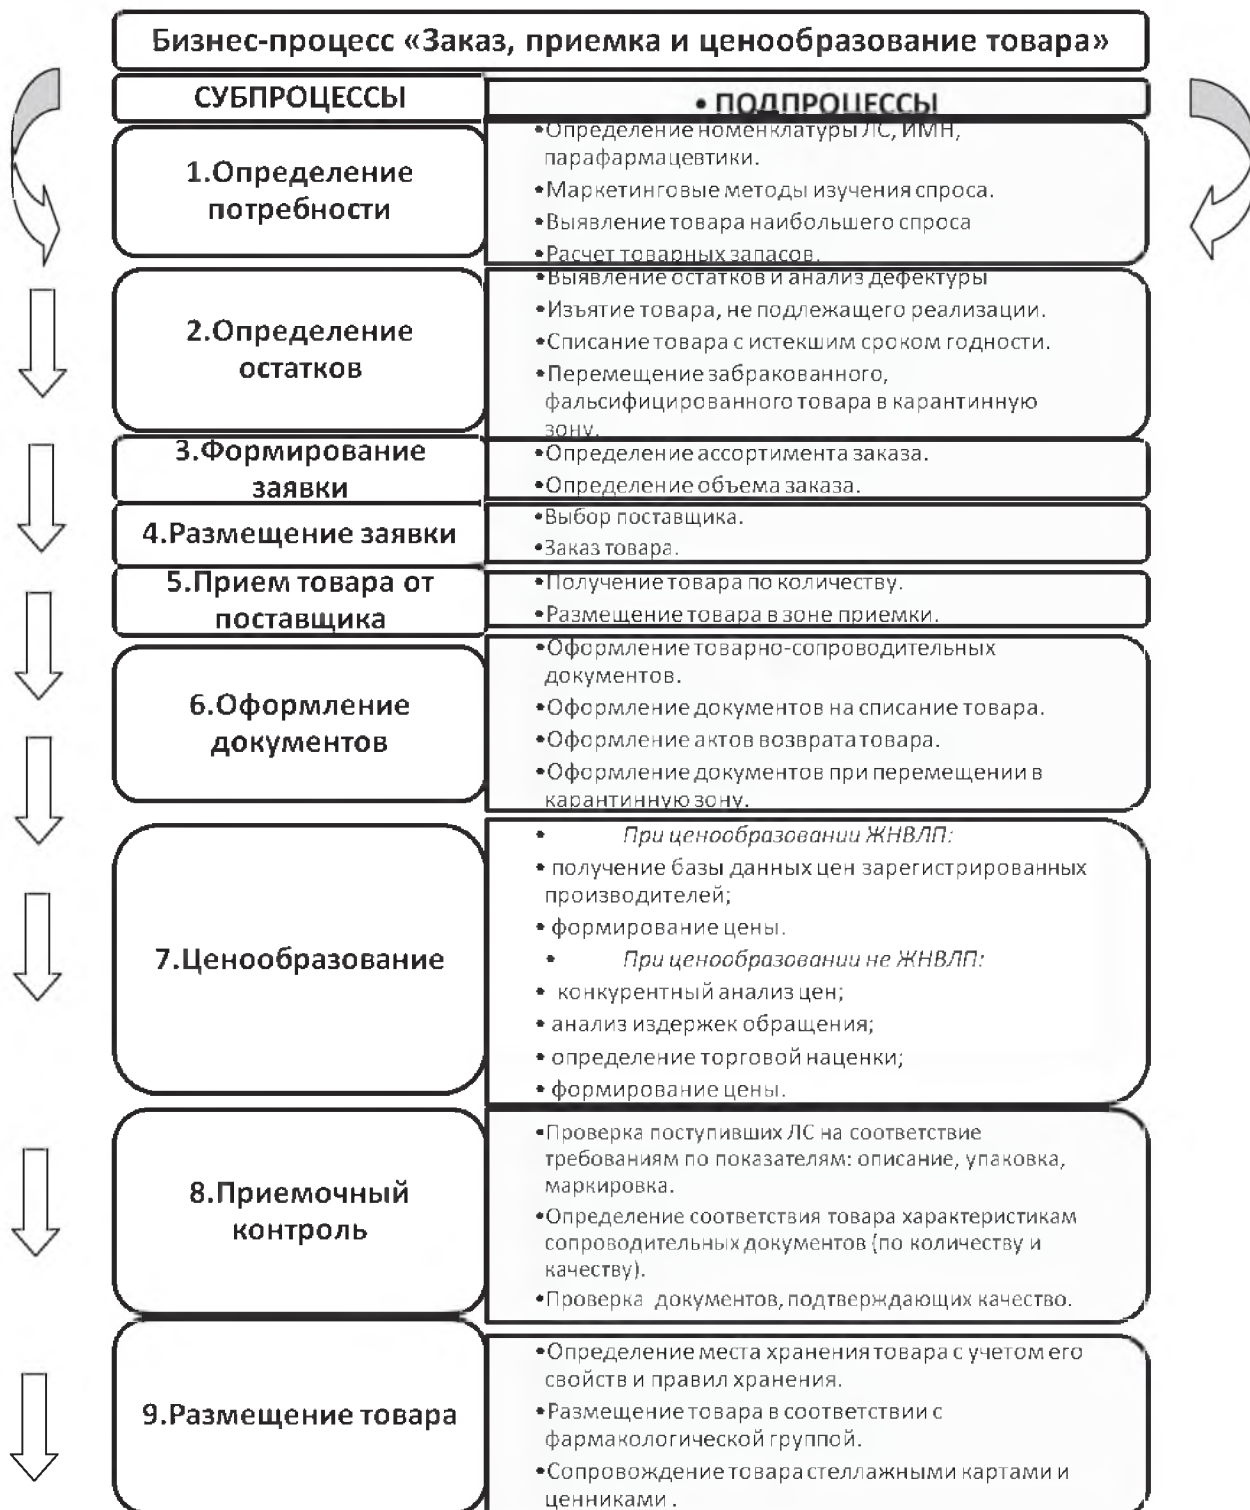 Бизнес-процесс «Заказ, приемка и ценообразование товара»
СУБПРОЦЕССЫ
• ПОДПРОЦЕССЫ
1.Определение
потребности
•Определение номенклатуры ЛС, ИМН,
парафармацевтики.
•Маркетинговые методы изучения спроса.
•Выявление товара наибольшего спроса
•Расчет товарных запасов.
2.Определение
остатков
•Выявление остатков и анализ дефектуры
•Изъятие товара, не подлежащего реализации.
•Списание товара с истекшим сроком годности.
•Перемещение забракованного,
фальсифицированного товара в карантинную
зону.
3.Формирование
заявки
•Определение ассортимента заказа.
•Определение объема заказа.
4.Размещение заявки
•Выбор поставщика.
•Заказ товара.
5.Прием товара от
поставщика
•Получение товара по количеству.
•Размещение товара в зоне приемки.
6.Оформление
документов
•Оформление товарно-сопроводительных
документов.
•Оформление документов на списание товара.
•Оформление актов возврата товара.
•Оформление документов при перемещении в
карантинную зону.
7.Ценообразование
• При ценообразовании ЖНВЛП:
• получение базы данных цен зарегистрированных
производителей;
• формирование цены.
• При ценообразовании не ЖНВЛП:
• конкурентный анализ цен;
• анализ издержек обращения;
• определение торговой наценки;
• формирование цены.
8.Приемочный
контроль
•Проверка поступивших ЛС на соответствие
требованиям по показателям: описание, упаковка,
маркировка.
•Определение соответствия товара характеристикам
сопроводительных документов (по количеству и
качеству).
•Проверка документов, подтверждающих качество.
9.Размещение товара
•Определение места хранения товара с учетом его
свойств и правил хранения.
•Размещение товара в соответствии с
фармакологической группой.
•Сопровождение товара стеллажными картами и
ценниками .